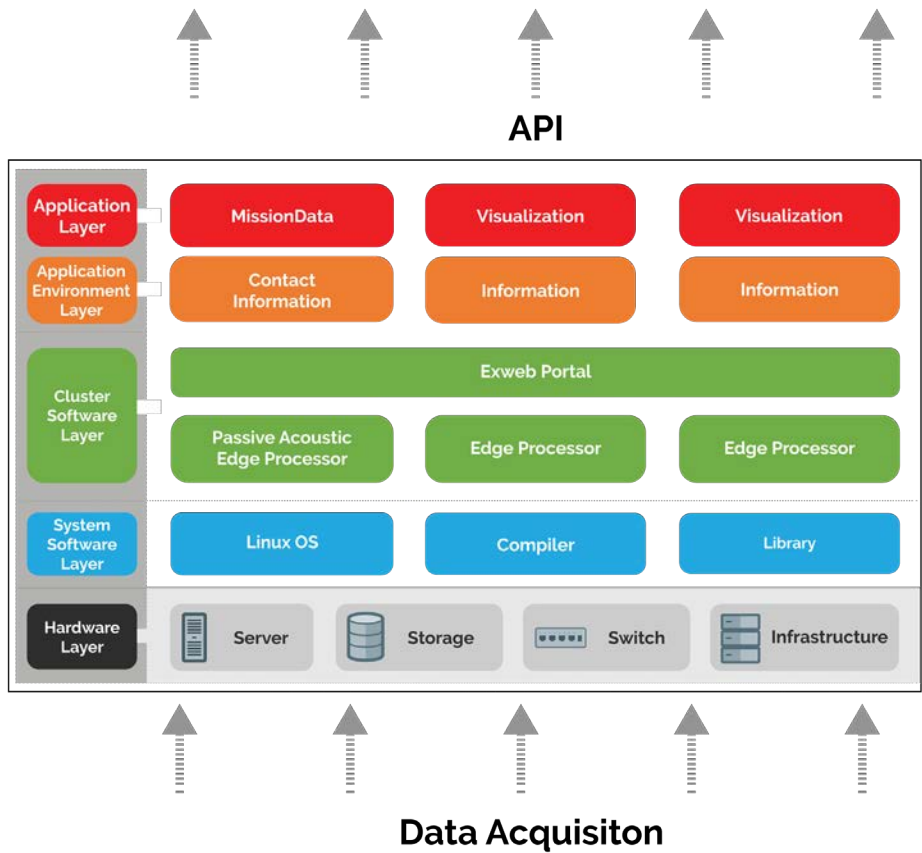 API
Application
Layer
MissionData
Visualization
Visualization
Application
Environment
Layer
Contact
Information
Information
Information
Cluster
Software
Layer
Exweb Portal
Passive Acoustic
Edge Processor
Edge Processor
Edge Processor
System
Software
Layer
Linux OS
Compiler
Library
Hardware
Layer
Server
Storage
Switch
Infrastructure
Data Acquisiton